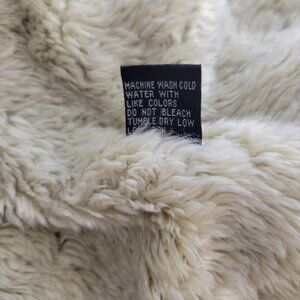 MACHINE WASH COLD
WATER WITH
LIKE COLORS
DO NOT BLEACH
TUMBLE DRY LOW